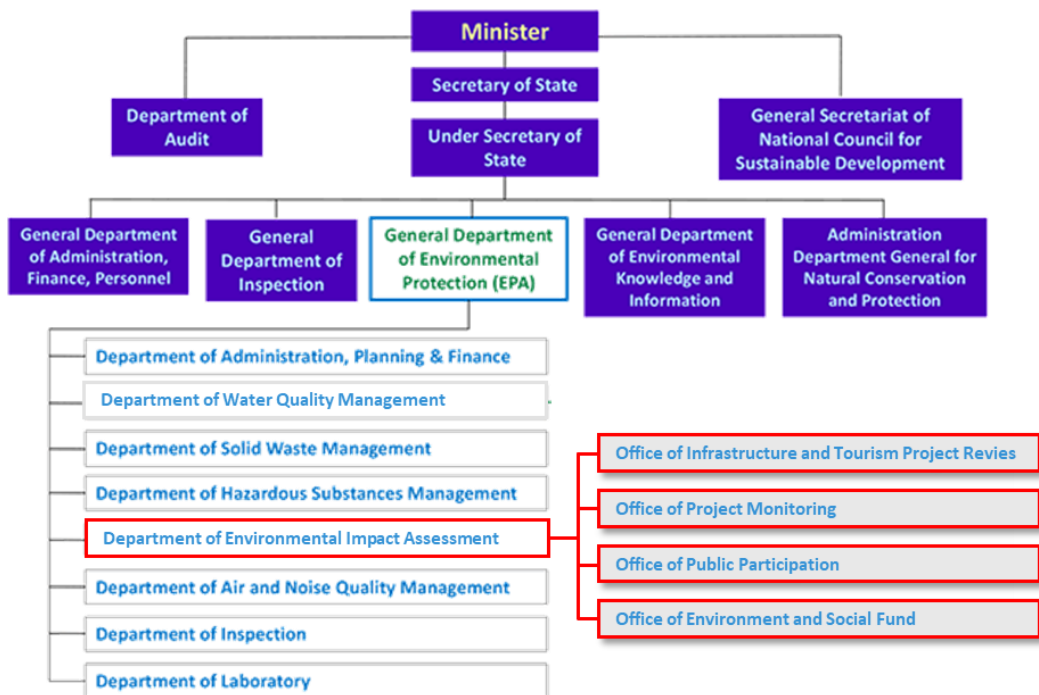 Minister
Secretary of State
Department of
Audit
Under Secretary of
State
General Secretariat of
National Council for
Sustainable Development
General Department
of Administration,
Finance, Personnel
General
Department of
Inspection
General Department
of Environmental
Protection (EPA)
General Department
of Environmental
Knowledge and
Information
Administration
Department General for
Natural Conservation
and Protection
Department of Administration, Planning & Finance
Department of Water Quality Management
Department of Solid Waste Management
Department of Hazardous Substances Management
Department of Environmental Impact Assessment
Department of Air and Noise Quality Management
Department of Inspection
Department of Laboratory
Office of Infrastructure and Tourism Project Revies
Office of Project Monitoring
Office of Public Participation
Office of Environment and Social Fund